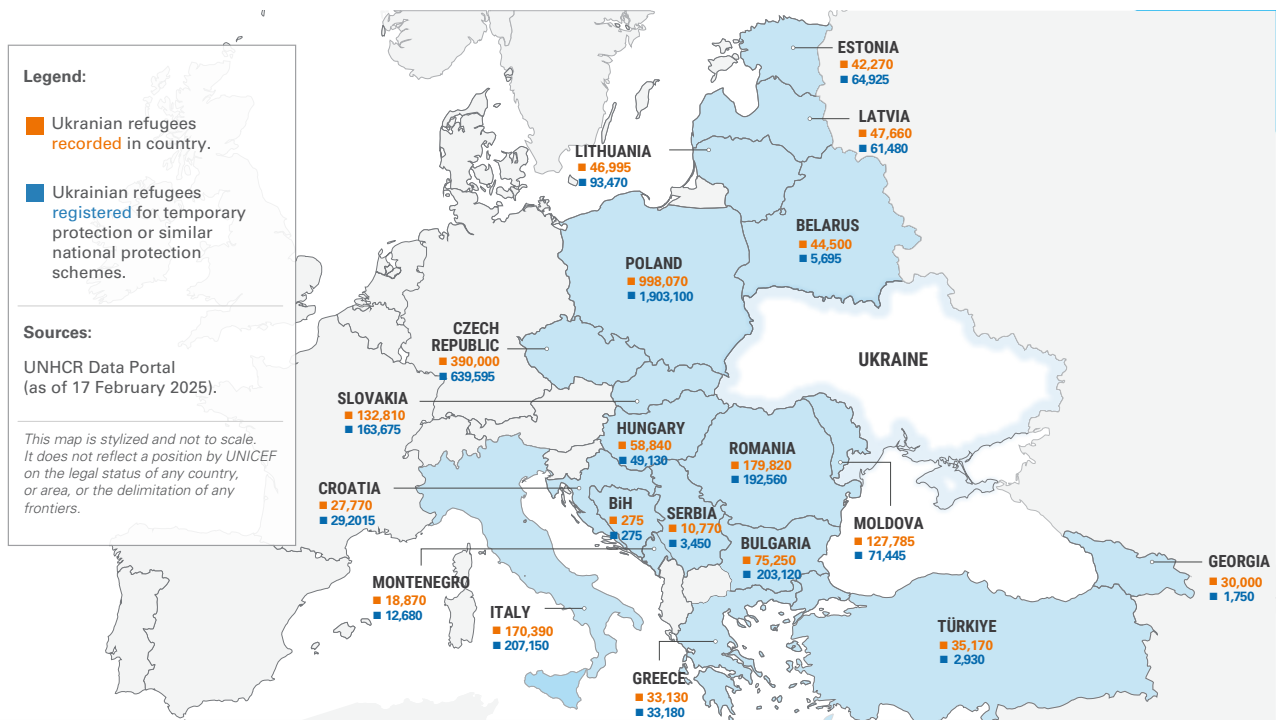 Legend:
Ukranian refugees
recorded in country.
Ukrainian refugees
registered for temporary
protection or similar
national protection
schemes.
Sources:
UNHCR Data Portal
(as of 17 February 2025).
This map is stylized and not to scale.
It does not reflect a position by UNICEF
on the legal status of any country,
or area, or the delimitation of any
frontiers.
ESTONIA
42,270
64,925
LATVIA
47,660
61,480
LITHUANIA
46,995
93,470
BELARUS
44,500
5,695
POLAND
998,070
1,903,100
CZECH
REPUBLIC
390,000
639,595
UKRAINE
SLOVAKIA
132,810
163,675
HUNGARY
58,840
49,130
ROMANIA
179,820
192,560
CROATIA
27,770
29,2015
BiH
275
275
SERBIA
10,770
3,450
MOLDOVA
127,785
71,445
BULGARIA
75,250
203,120
GEORGIA
30,000
1,750
MONTENEGRO
18,870
12,680
ITALY
170,390
207,150
TÜRKIYE
35,170
2,930
GREECE
33,130
33,180